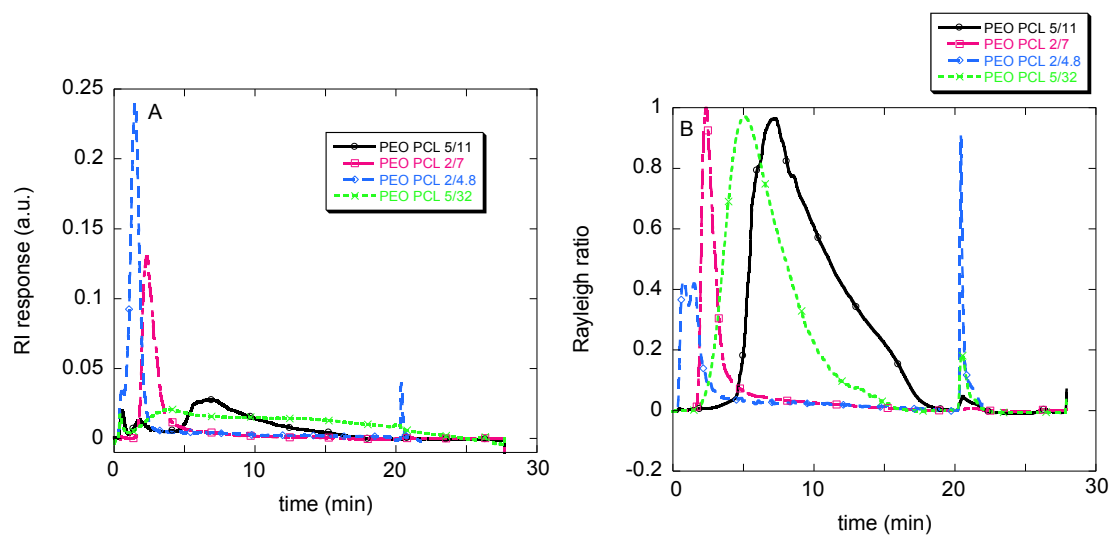 A
RI response (a.u.)
0.25
0.2
0.15
0.1
0.05
0
0 10 20 30
time (min)
PEO PCL 5/11
PEO PCL 2/7
PEO PCL 2/4.8
PEO PCL 5/32
PEO PCL 5/11
PEO PCL 2/7
PEO PCL 2/4.8
PEO PCL 5/32
B
Rayleigh ratio
1
0.8
0.6
0.4
0.2
0
-0.2
0 10 20 30
time (min)